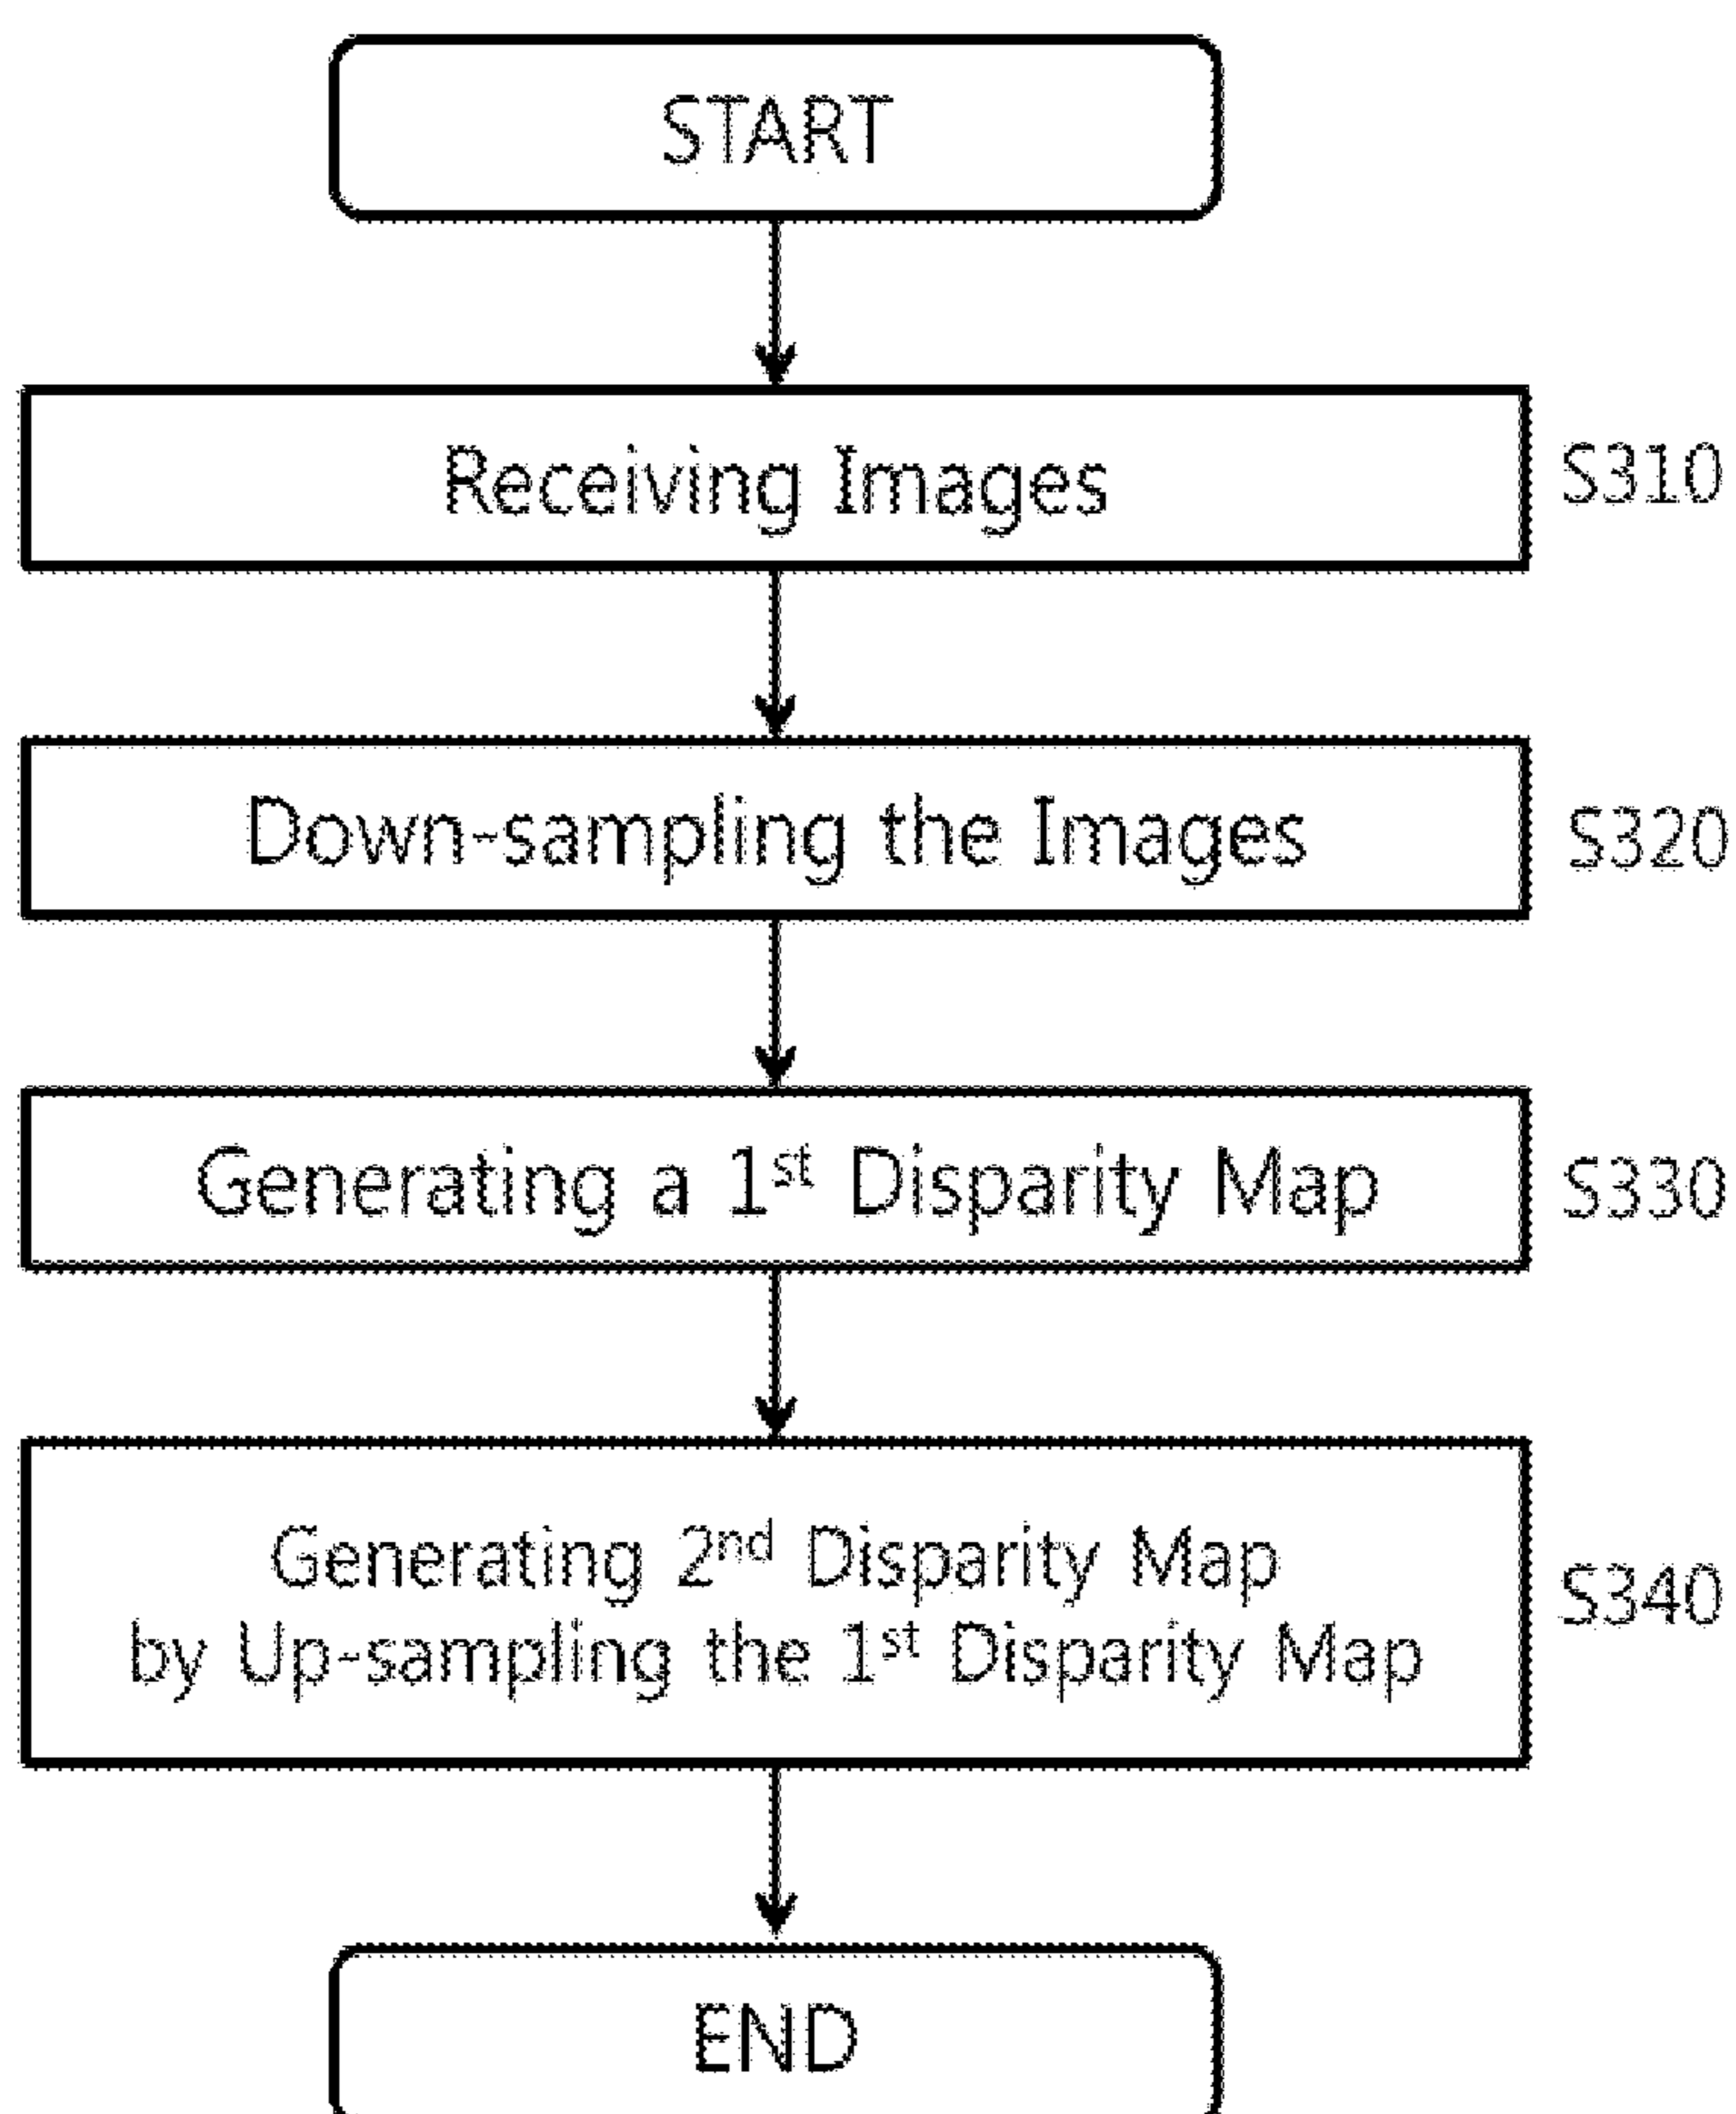 START
Receiving Images S310
Down-sampling the Images S320
Generating a 1st Disparity Map S330
Generating 2nd Disparity Map
by Up-sampling the 1st Disparity Map
S340
END